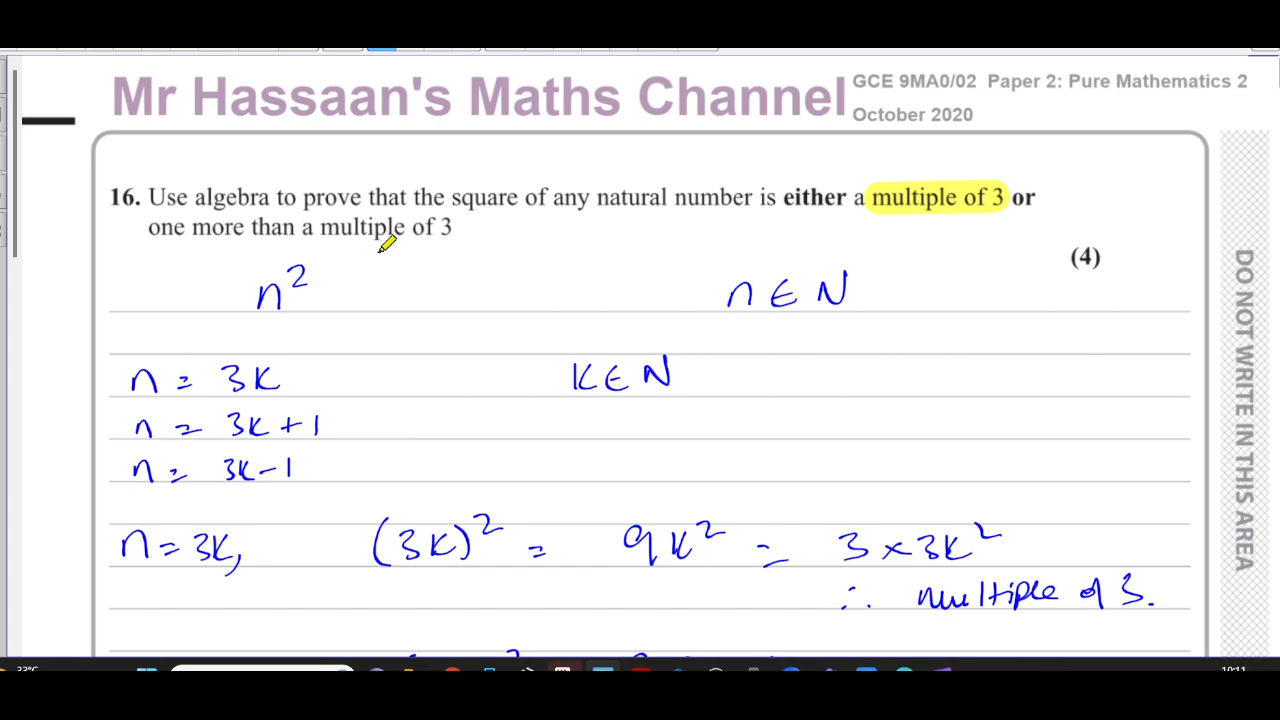 Mr Hassaan's Maths Channel
GCE 9MA0/02 Paper 2: Pure Mathematics 2
October 2020
16. Use algebra to prove that the square of any natural number is either a multiple of 3 or
one more than a multiple of 3
(4)
n² n ∈ N
n = 3k k ∈ N
n = 3k + 1
n = 3k - 1
n = 3k, (3k)² = 9k² = 3 × 3k²
∴ multiple of 3.
DO NOT WRITE IN THIS AREA
33°C
10:11